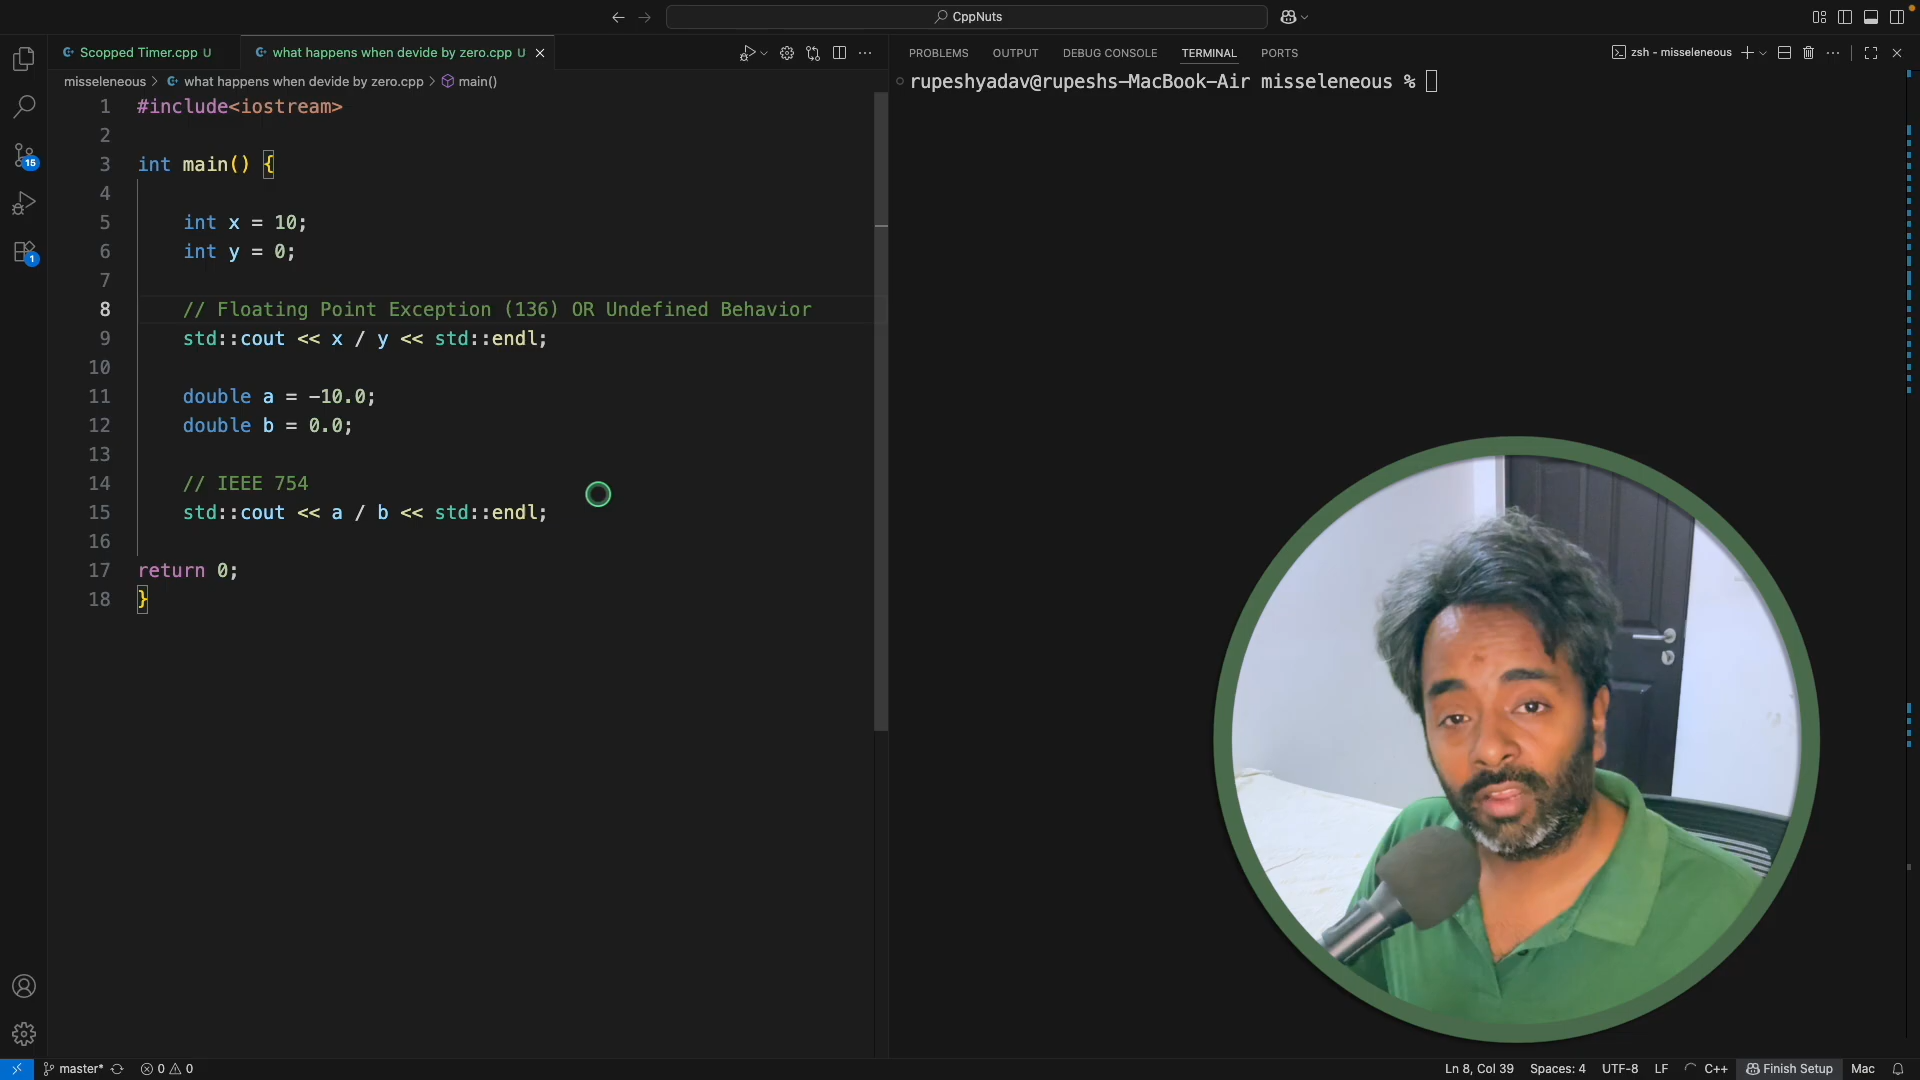 CppNuts
Scopped Timer.cpp U
what happens when devide by zero.cpp U
PROBLEMS OUTPUT DEBUG CONSOLE TERMINAL PORTS
zsh - misseleneous
misseleneous > what happens when devide by zero.cpp > main()
rupeshyadav@rupeshs-MacBook-Air misseleneous %
1 #include<iostream>
2
3 int main() {
4
5 int x = 10;
6 int y = 0;
7
8 // Floating Point Exception (136) OR Undefined Behavior
9 std::cout << x / y << std::endl;
10
11 double a = -10.0;
12 double b = 0.0;
13
14 // IEEE 754
15 std::cout << a / b << std::endl;
16
17 return 0;
18 }
15
1
master* 0 0
Ln 8, Col 39 Spaces: 4 UTF-8 LF C++ Finish Setup Mac